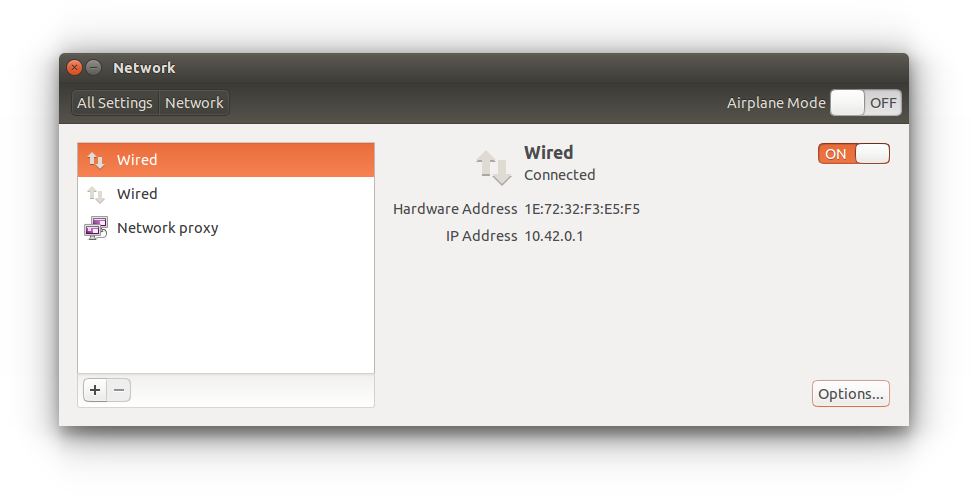 Network
All Settings Network
Airplane Mode OFF
Wired
Wired
Network proxy
Wired
Connected
ON
Hardware Address 1E:72:32:F3:E5:F5
IP Address 10.42.0.1
+ −
Options...